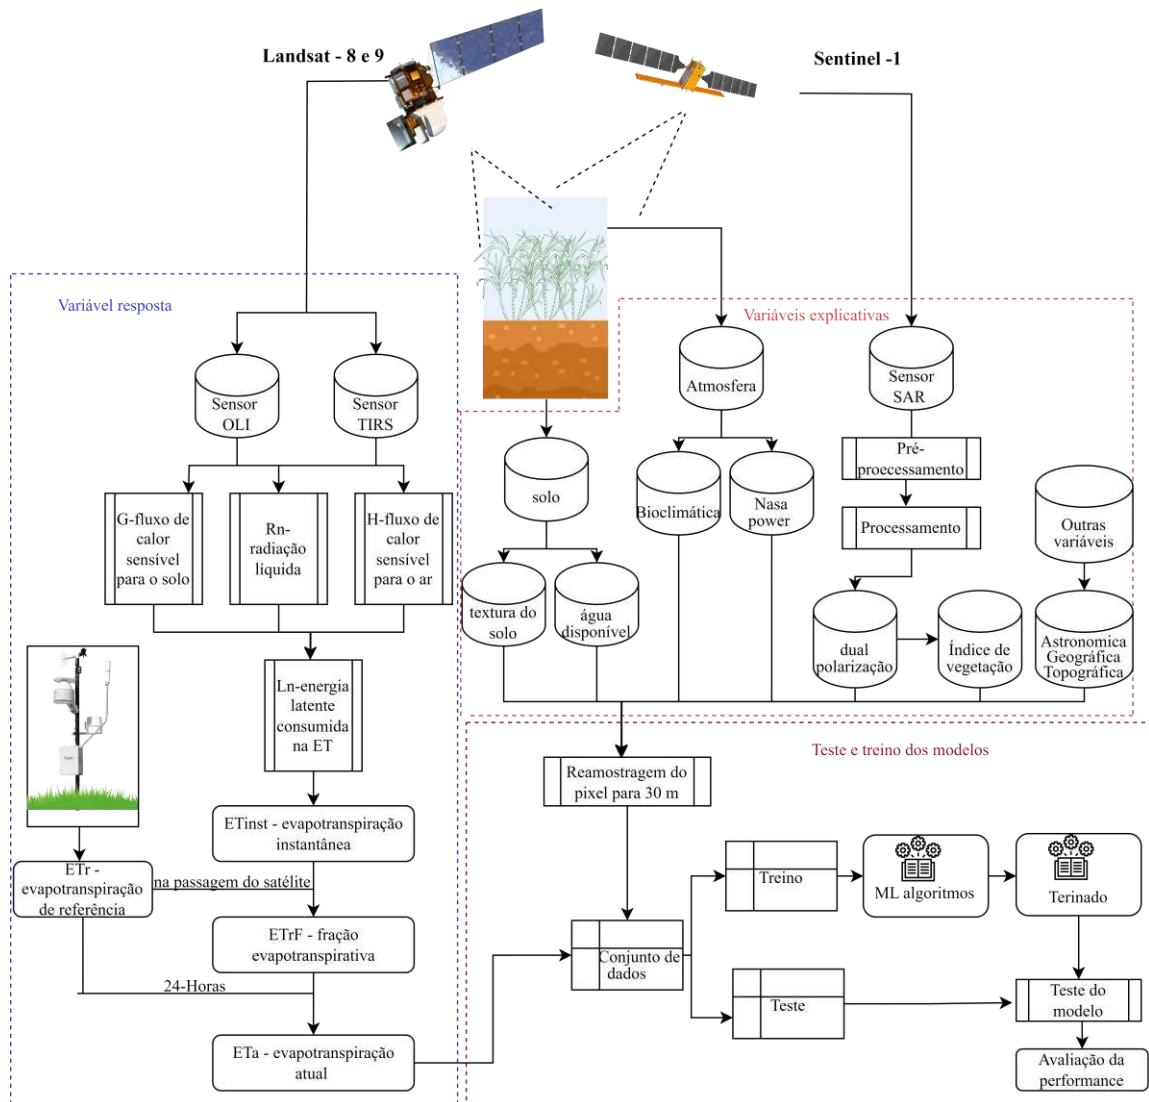 Landsat - 8 e 9
Sentinel -1
Variável resposta
Variáveis explicativas
Sensor
OLI
Sensor
TIRS
Atmosfera
Sensor
SAR
solo
Bioclimática
Nasa
power
Pré-
proecessamento
Processamento
Outras
variáveis
G-fluxo de
calor
sensível
para o solo
Rn-
radiação
líquida
H-fluxo de
calor
sensível
para o ar
textura do
solo
água
disponível
dual
polarização
Índice de
vegetação
Astronomica
Geográfica
Topográfica
Ln-energia
latente
consumida
na ET
Teste e treino dos modelos
Reamostragem do
pixel para 30 m
ETinst - evapotranspiração
instantânea
ETr -
evapotranspiração
de referência
na passagem do satélite
ETrF - fração
evapotranspirativa
24-Horas
ETa - evapotranspiração
atual
Conjunto de
dados
Treino
ML algoritmos
Terinado
Teste
Teste do
modelo
Avaliação da
performance